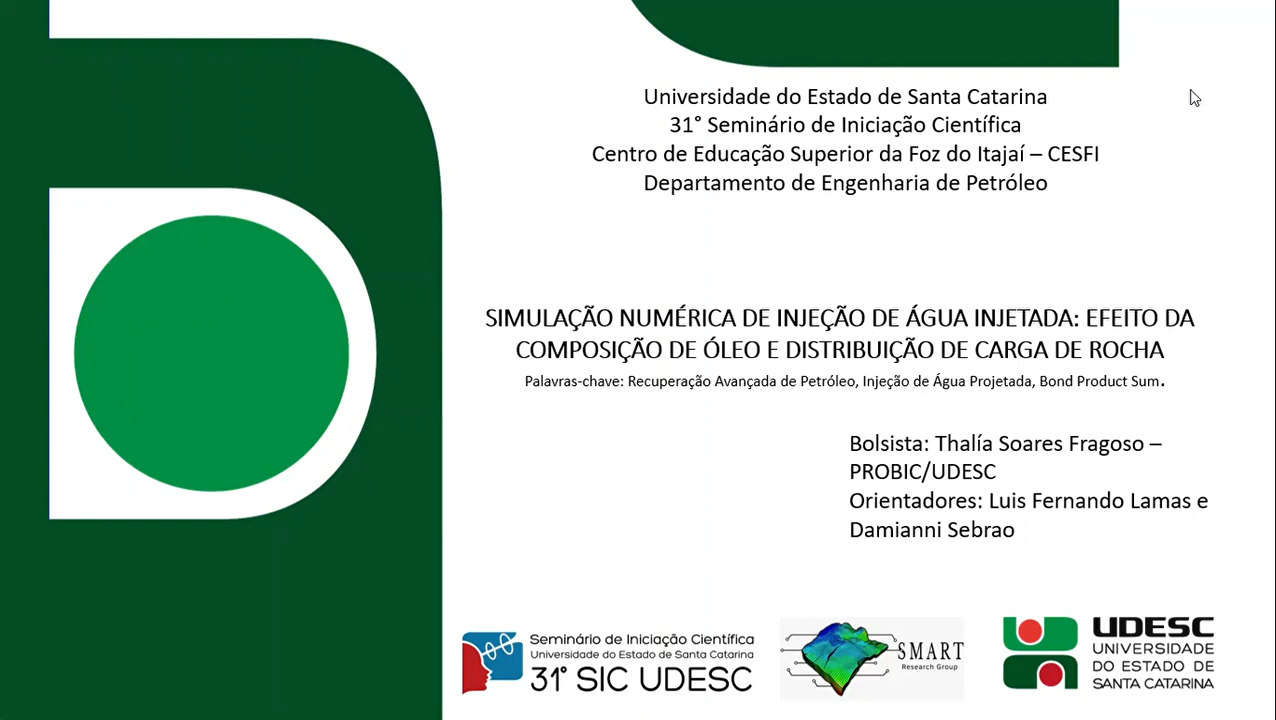 Universidade do Estado de Santa Catarina
31° Seminário de Iniciação Científica
Centro de Educação Superior da Foz do Itajaí – CESFI
Departamento de Engenharia de Petróleo
SIMULAÇÃO NUMÉRICA DE INJEÇÃO DE ÁGUA INJETADA: EFEITO DA
COMPOSIÇÃO DE ÓLEO E DISTRIBUIÇÃO DE CARGA DE ROCHA
Palavras-chave: Recuperação Avançada de Petróleo, Injeção de Água Projetada, Bond Product Sum.
Bolsista: Thalía Soares Fragoso –
PROBIC/UDESC
Orientadores: Luis Fernando Lamas e
Damianni Sebrao
Seminário de Iniciação Científica
Universidade do Estado de Santa Catarina
31° SIC UDESC
SMART
Research Group
UDESC
UNIVERSIDADE
DO ESTADO DE
SANTA CATARINA